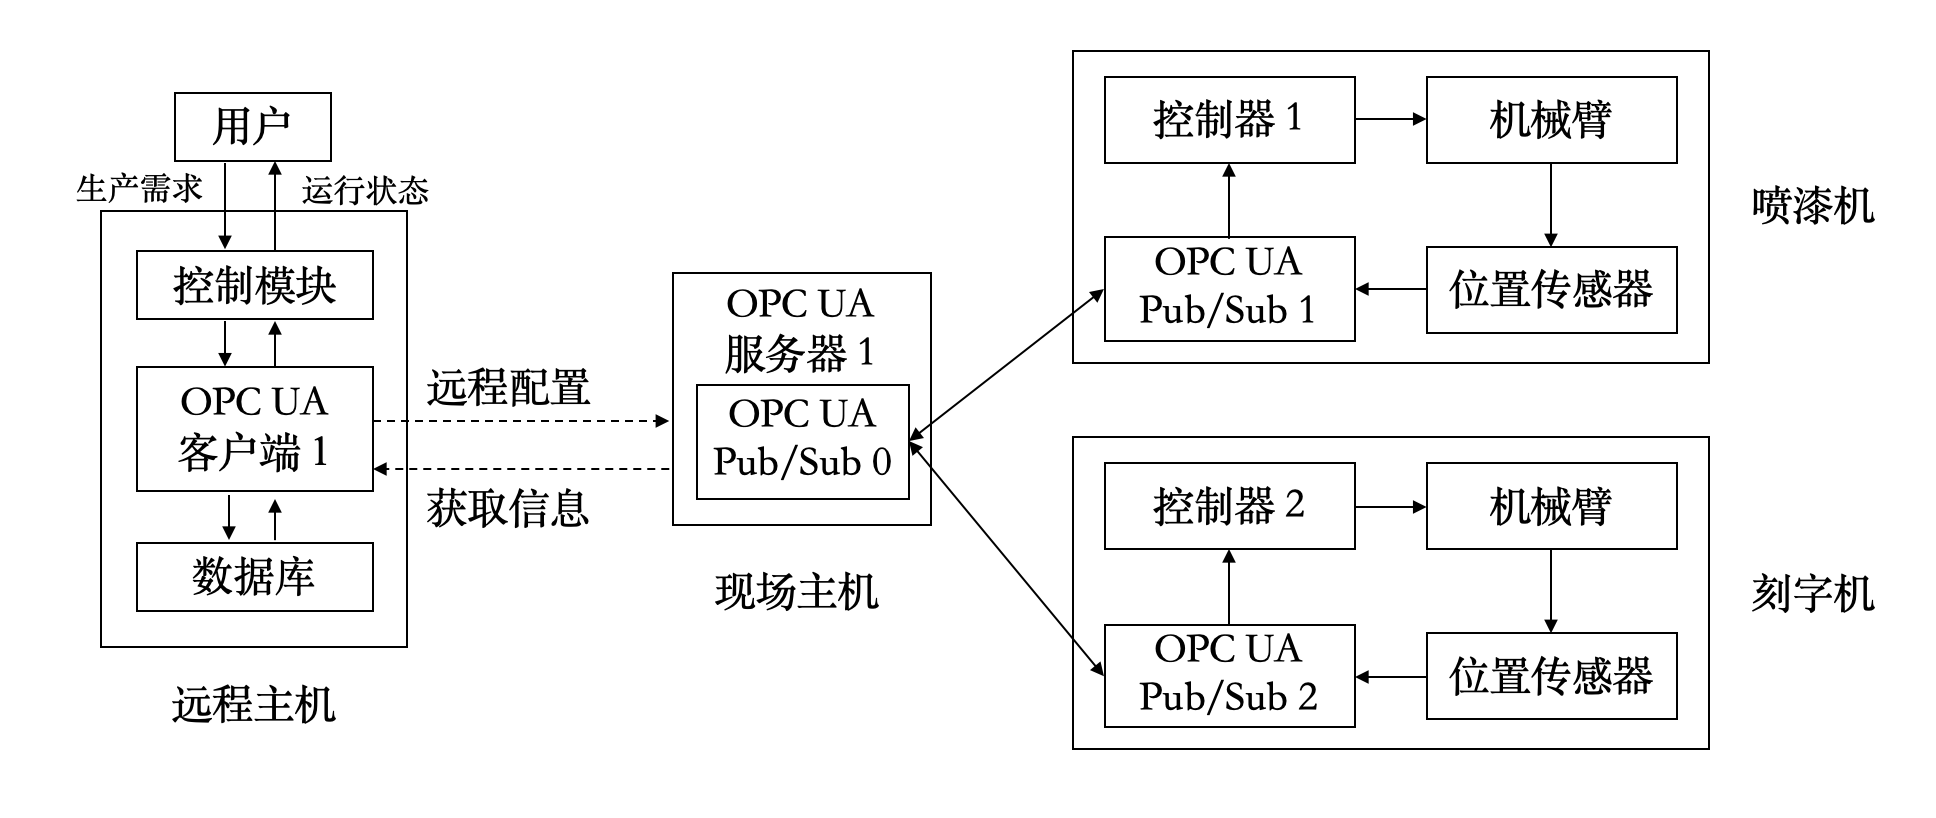 用户
生产需求
运行状态
控制模块
OPC UA
客户端 1
数据库
远程主机
远程配置
获取信息
OPC UA
服务器 1
OPC UA
Pub/Sub 0
现场主机
控制器 1
机械臂
OPC UA
Pub/Sub 1
位置传感器
喷漆机
控制器 2
机械臂
OPC UA
Pub/Sub 2
位置传感器
刻字机